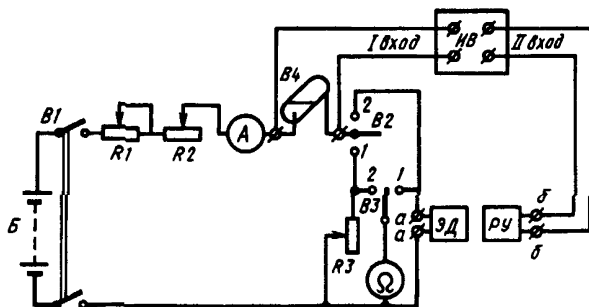 I вход
ИВ
II вход
В4
В1
2
В2
А
R1
R2
1
2
1
В3
Б
а
а
ЭД
РУ
б
б
R3
Ω